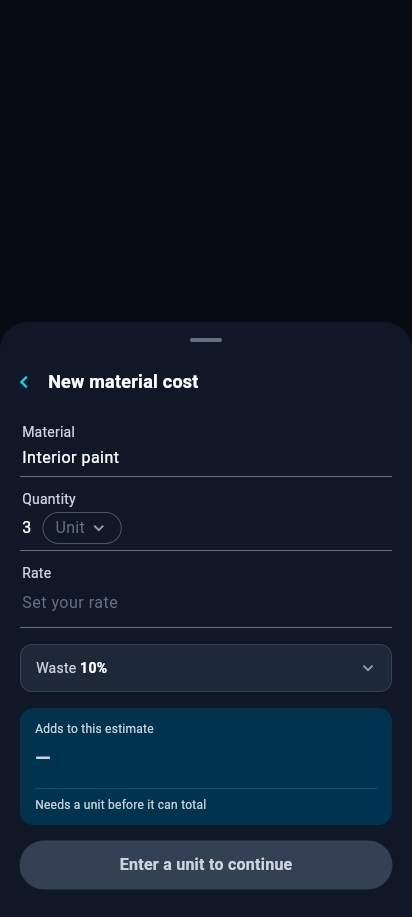 New material cost
Material
Interior paint
Quantity
3 Unit
Rate
Set your rate
Waste 10%
Adds to this estimate
—
Needs a unit before it can total
Enter a unit to continue